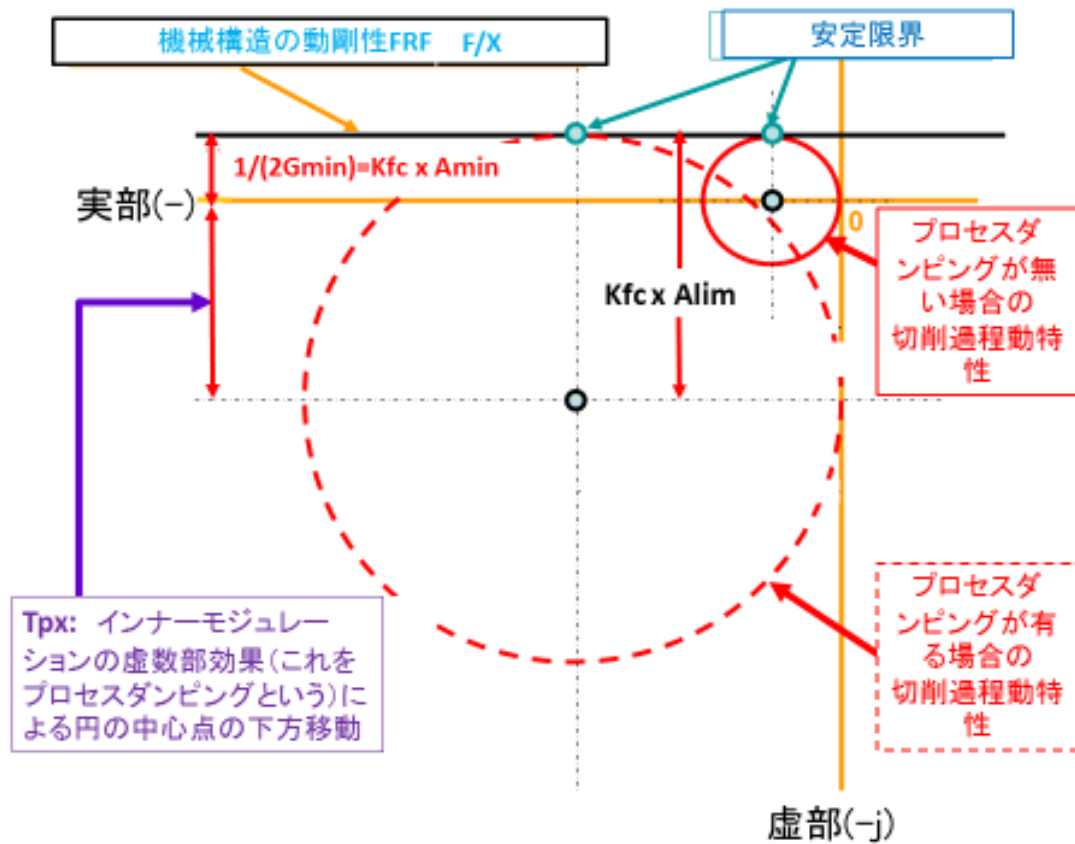 機械構造の動剛性FRF F/X
安定限界
1/(2Gmin)=Kfc x Amin
実部(-)
0
プロセスダ
ンピングが無
い場合の
切削過程動特
性
Kfc x Alim
Tpx: インナーモジュレー
ションの虚数部効果(これを
プロセスダンピングという)に
よる円の中心点の下方移動
プロセスダ
ンピングが有
る場合の
切削過程動特
性
虚部(-j)